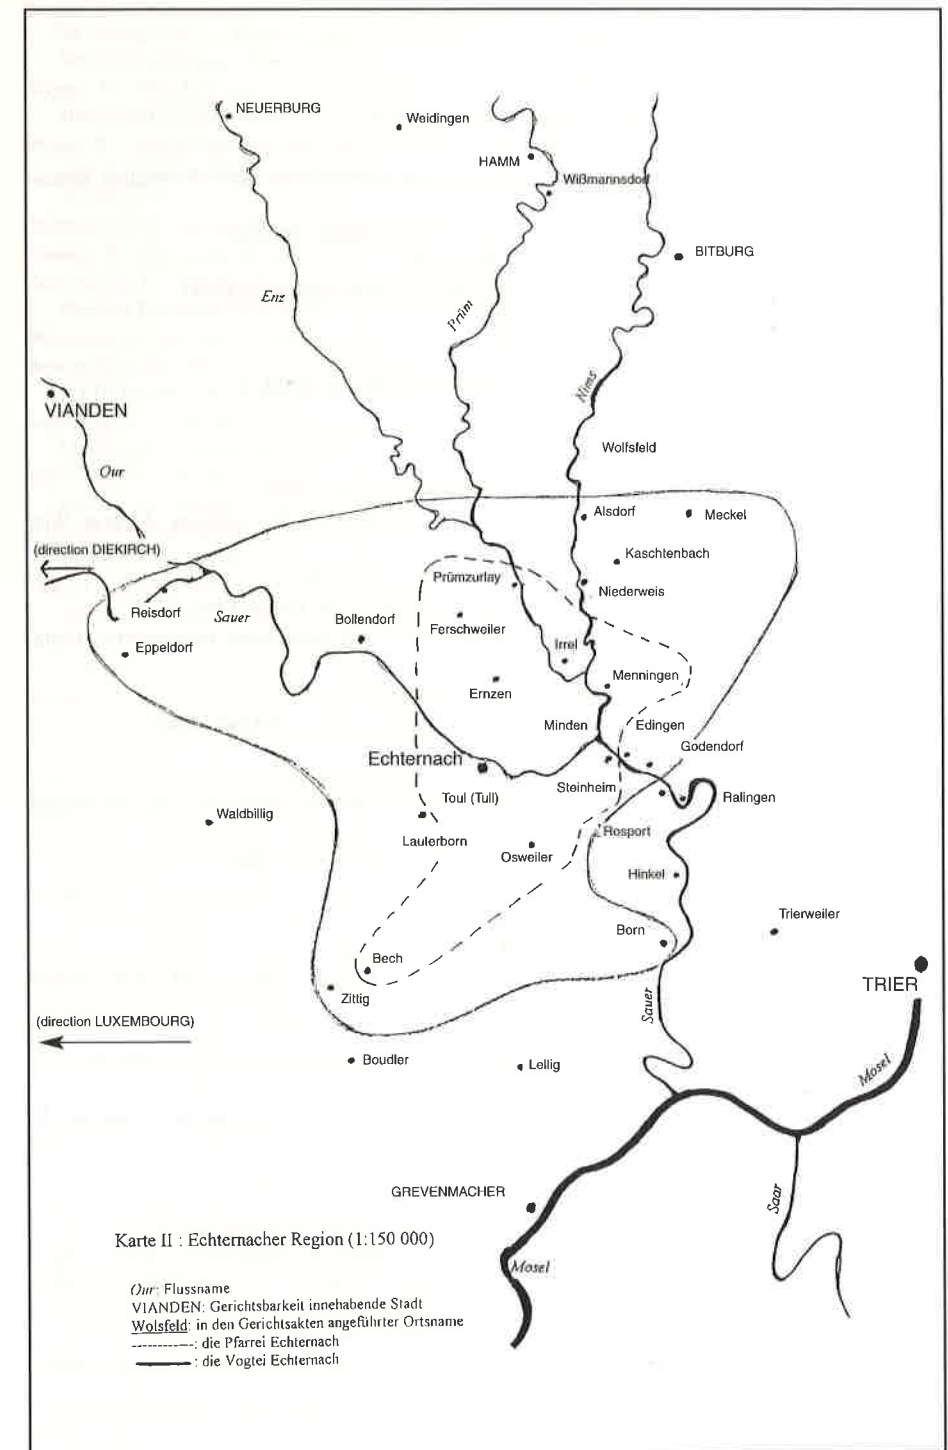 NEUERBURG
Weidingen
HAMM
Wißmannsdorf
BITBURG
Enz
Prüm
Nims
VIANDEN
Our
Wolfsfeld
Alsdorf
Meckel
(direction DIEKIRCH)
Kaschtenbach
Prümzurlay
Niederweis
Reisdorf
Sauer
Bollendorf
Ferschweiler
Eppeldorf
Irrel
Menningen
Ernzen
Minden
Edingen
Godendorf
Echternach
Steinheim
Toul (Tull)
Ralingen
Waldbillig
Rosport
Lauterborn
Osweiler
Hinkel
Trierweiler
Born
Bech
TRIER
Zittig
Sauer
(direction LUXEMBOURG)
Boudler
Lellig
Mosel
GREVENMACHER
Saar
Karte II : Echternacher Region (1:150 000)
Mosel
Our: Flussname
VIANDEN: Gerichtsbarkeit innehabende Stadt
Wolsfeld: in den Gerichtsakten angeführter Ortsname
-----------: die Pfarrei Echternach
———: die Vogtei Echternach